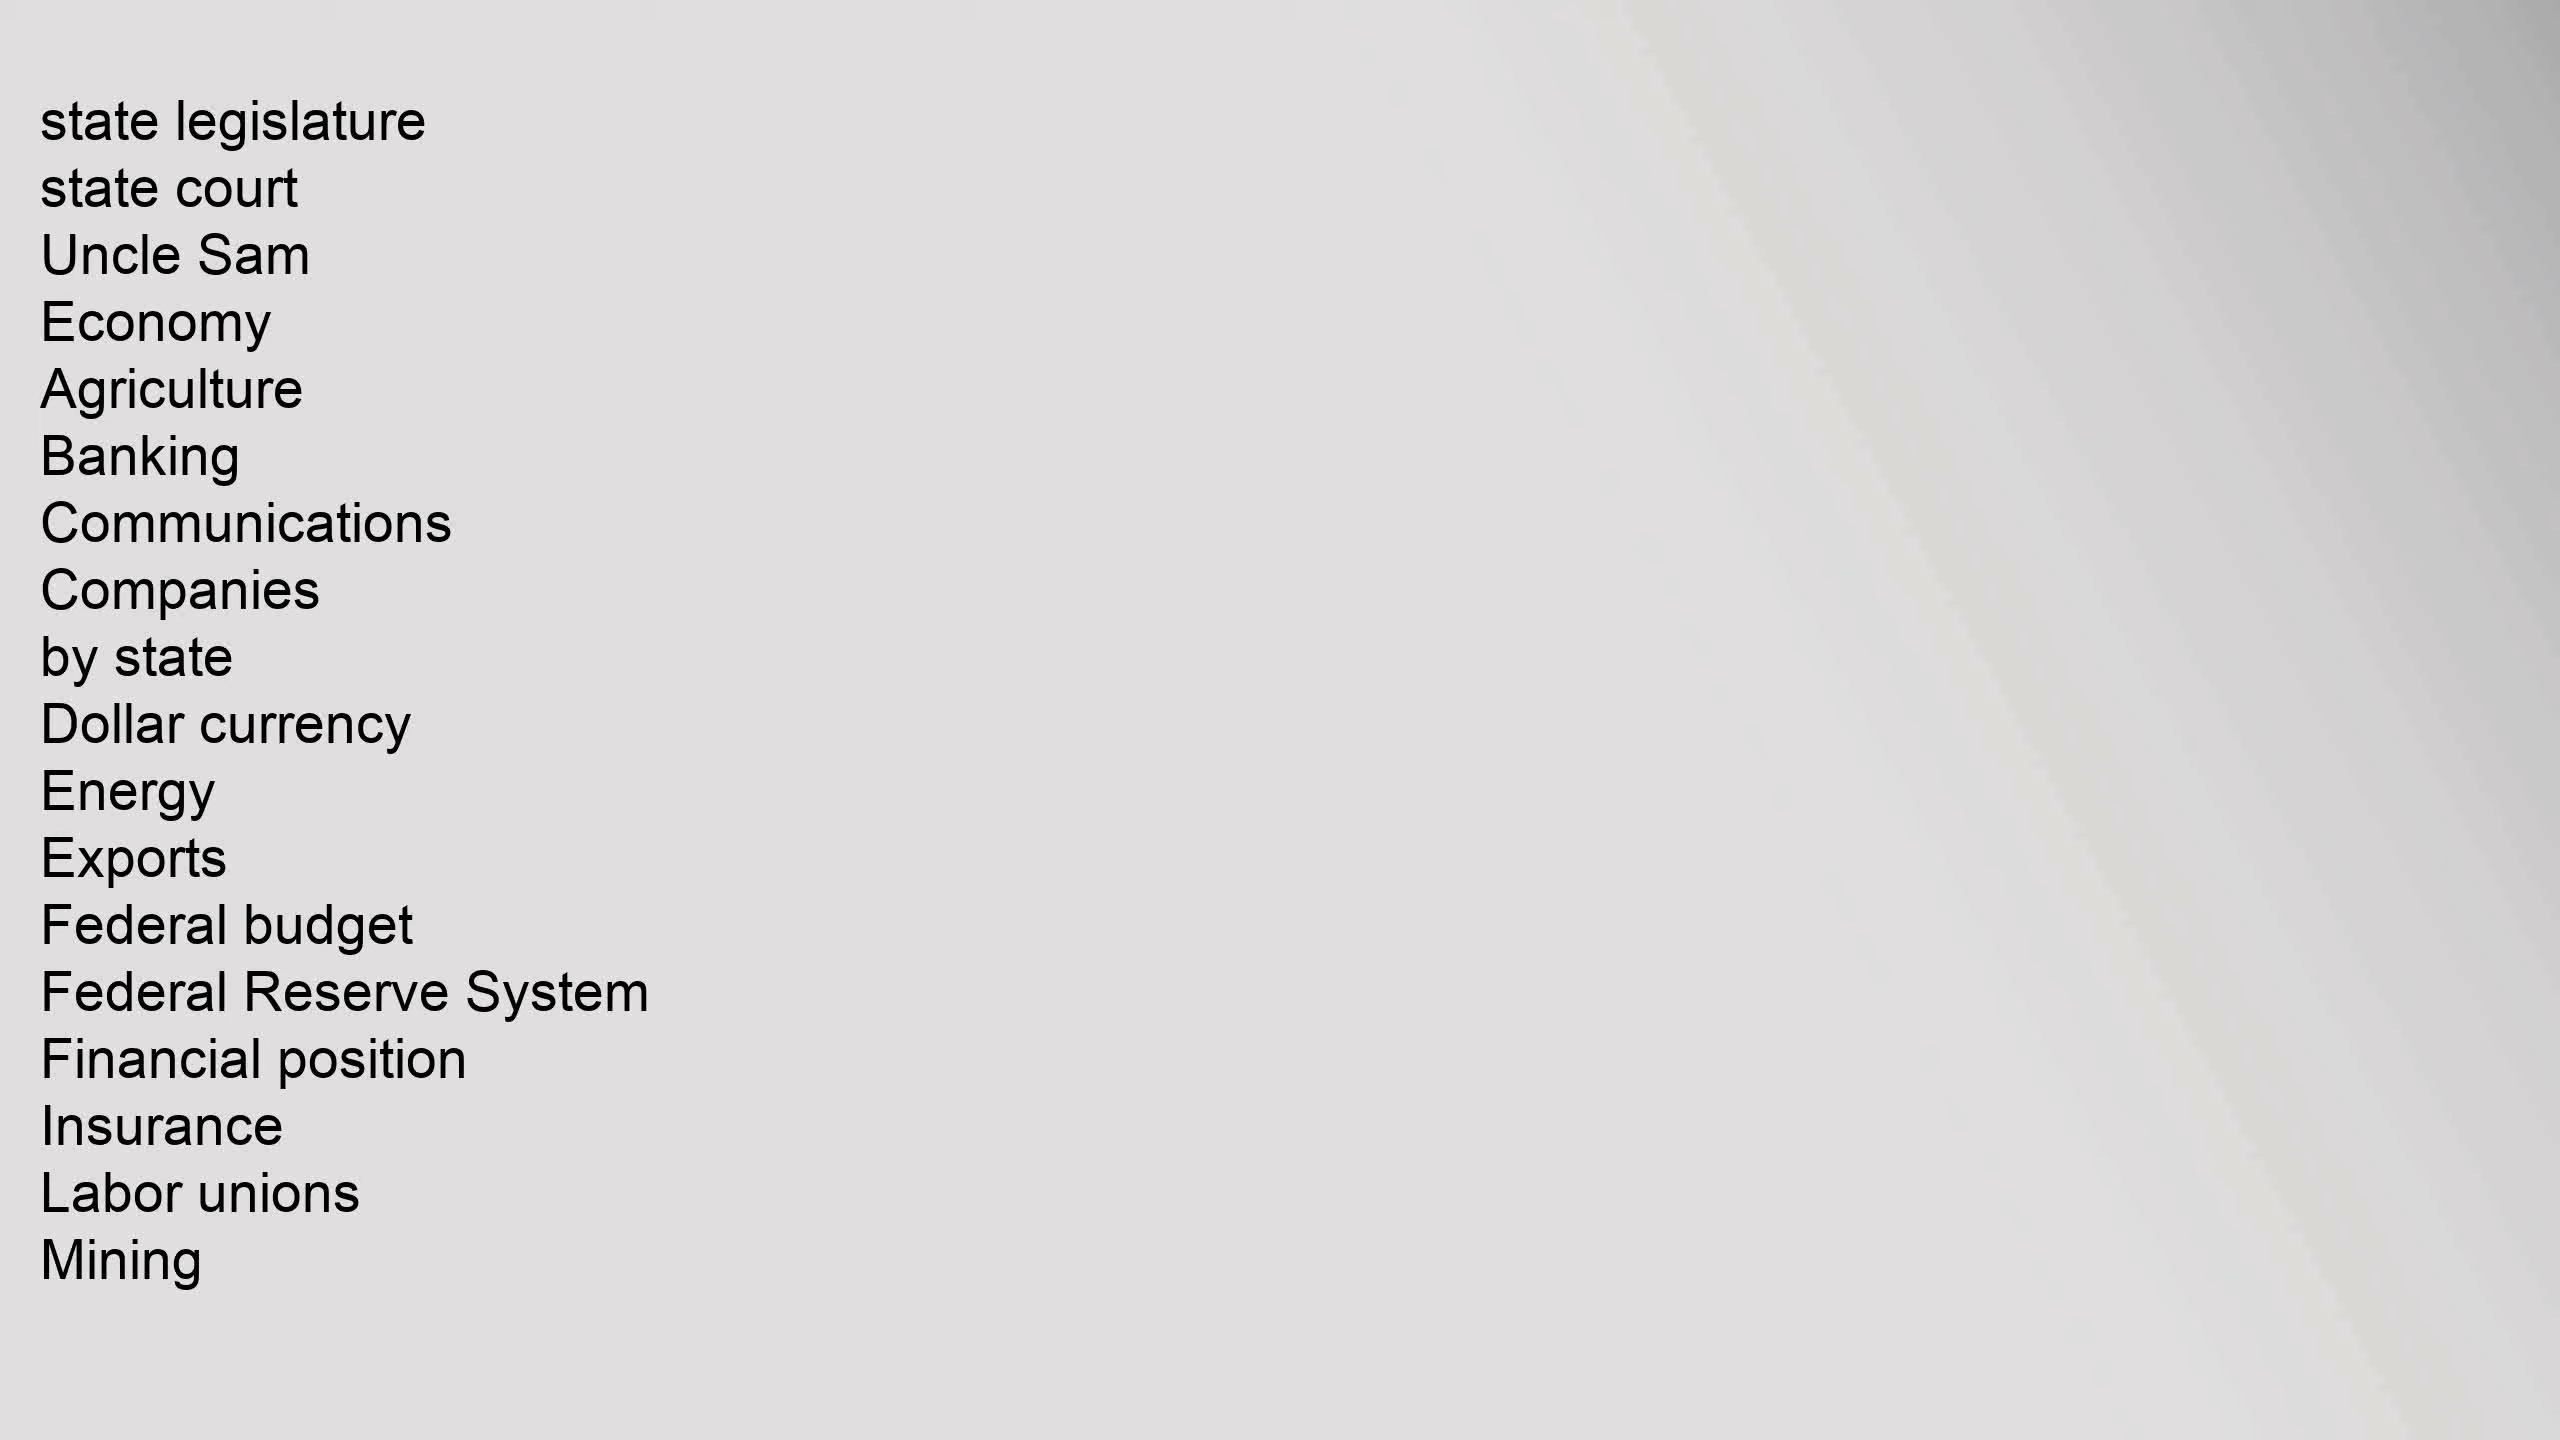 state legislature
state court
Uncle Sam
Economy
Agriculture
Banking
Communications
Companies
by state
Dollar currency
Energy
Exports
Federal budget
Federal Reserve System
Financial position
Insurance
Labor unions
Mining